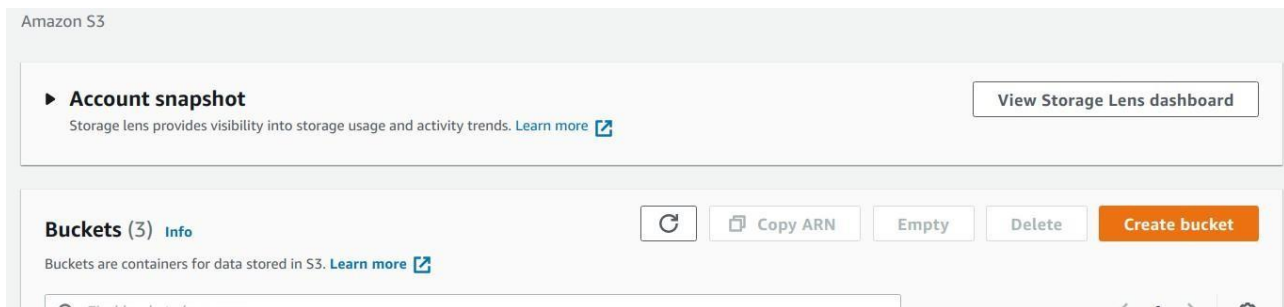 Amazon S3
Account snapshot
View Storage Lens dashboard
Storage lens provides visibility into storage usage and activity trends. Learn more
Buckets (3) Info
Copy ARN
Empty
Delete
Create bucket
Buckets are containers for data stored in S3. Learn more